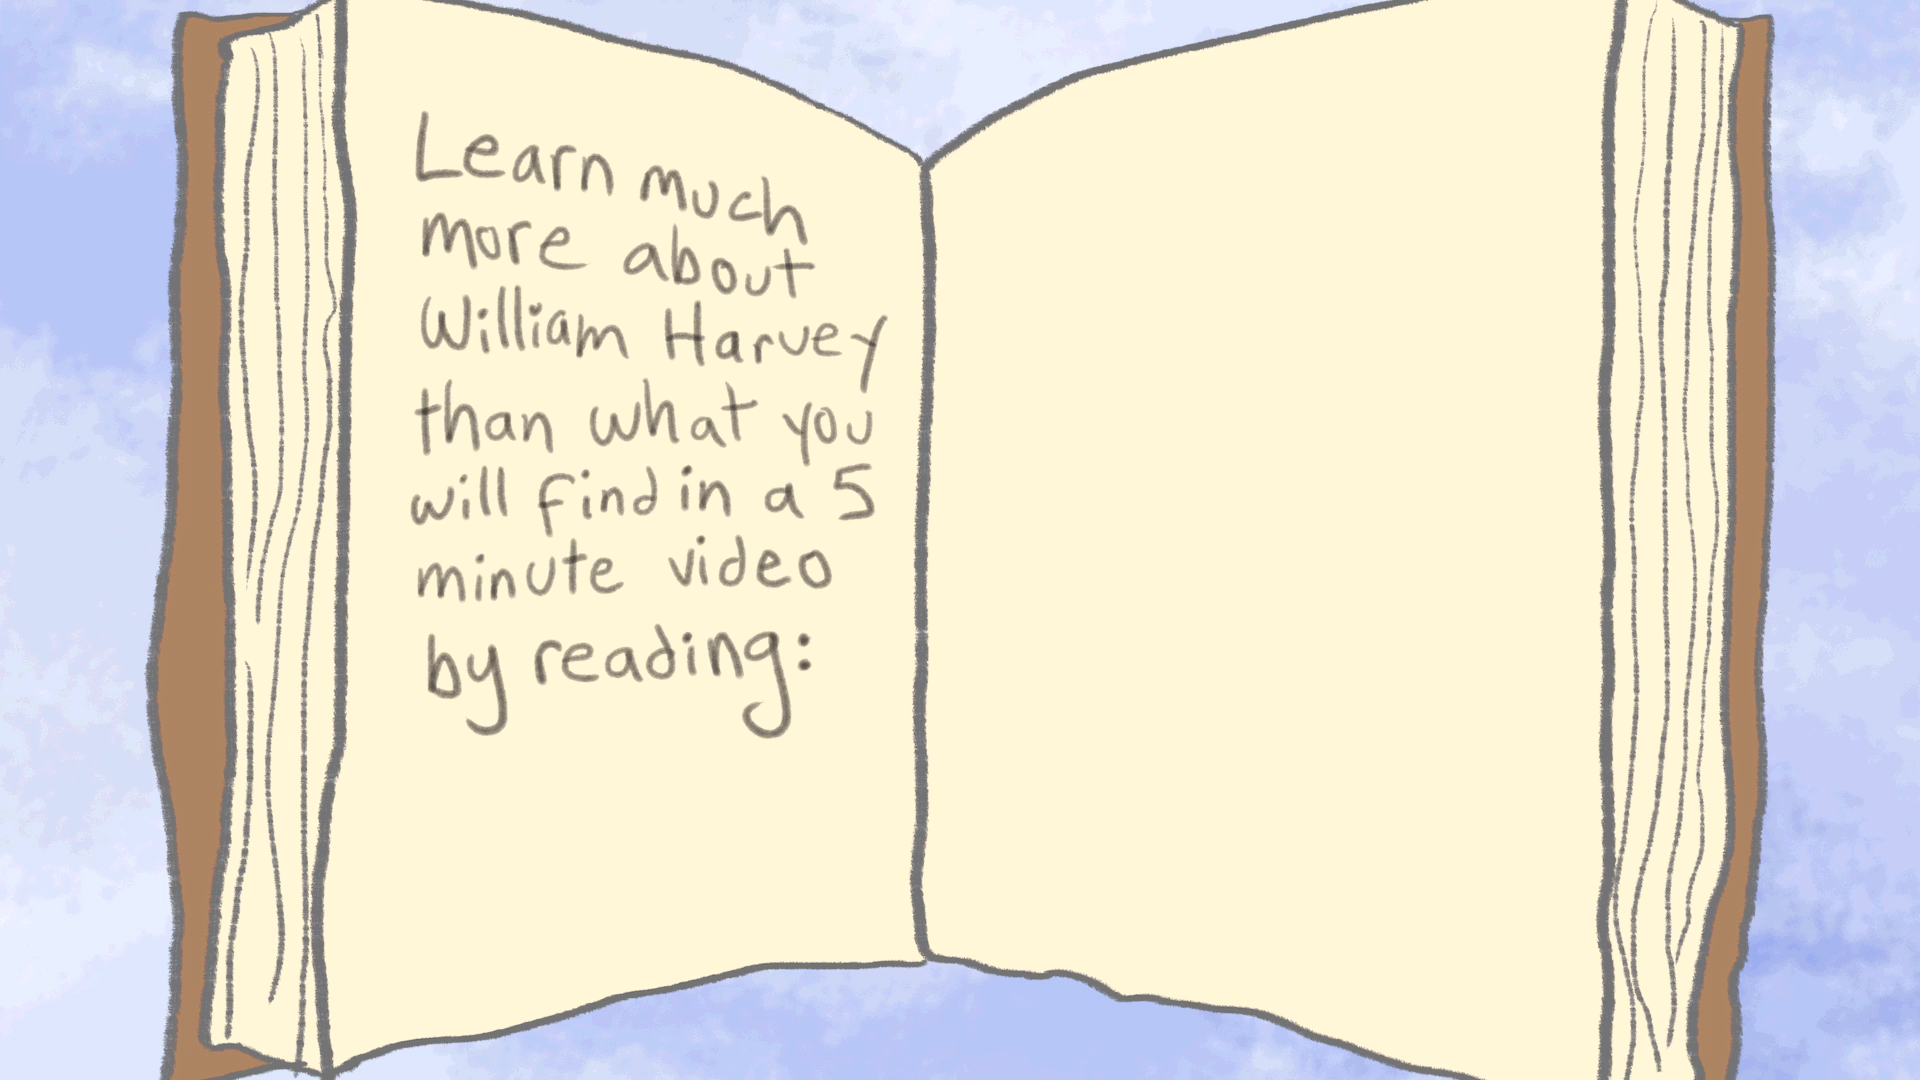 Learn much
more about
William Harvey
than what you
will find in a 5
minute video
by reading: